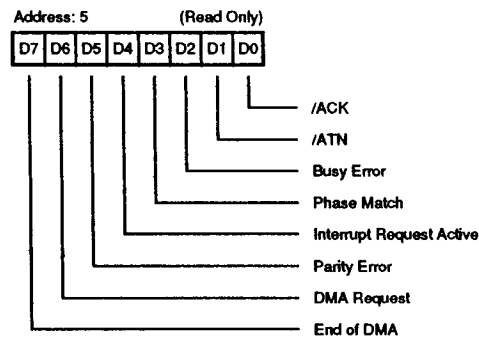 Address: 5 (Read Only)
D7 D6 D5 D4 D3 D2 D1 D0
/ACK
/ATN
Busy Error
Phase Match
Interrupt Request Active
Parity Error
DMA Request
End of DMA